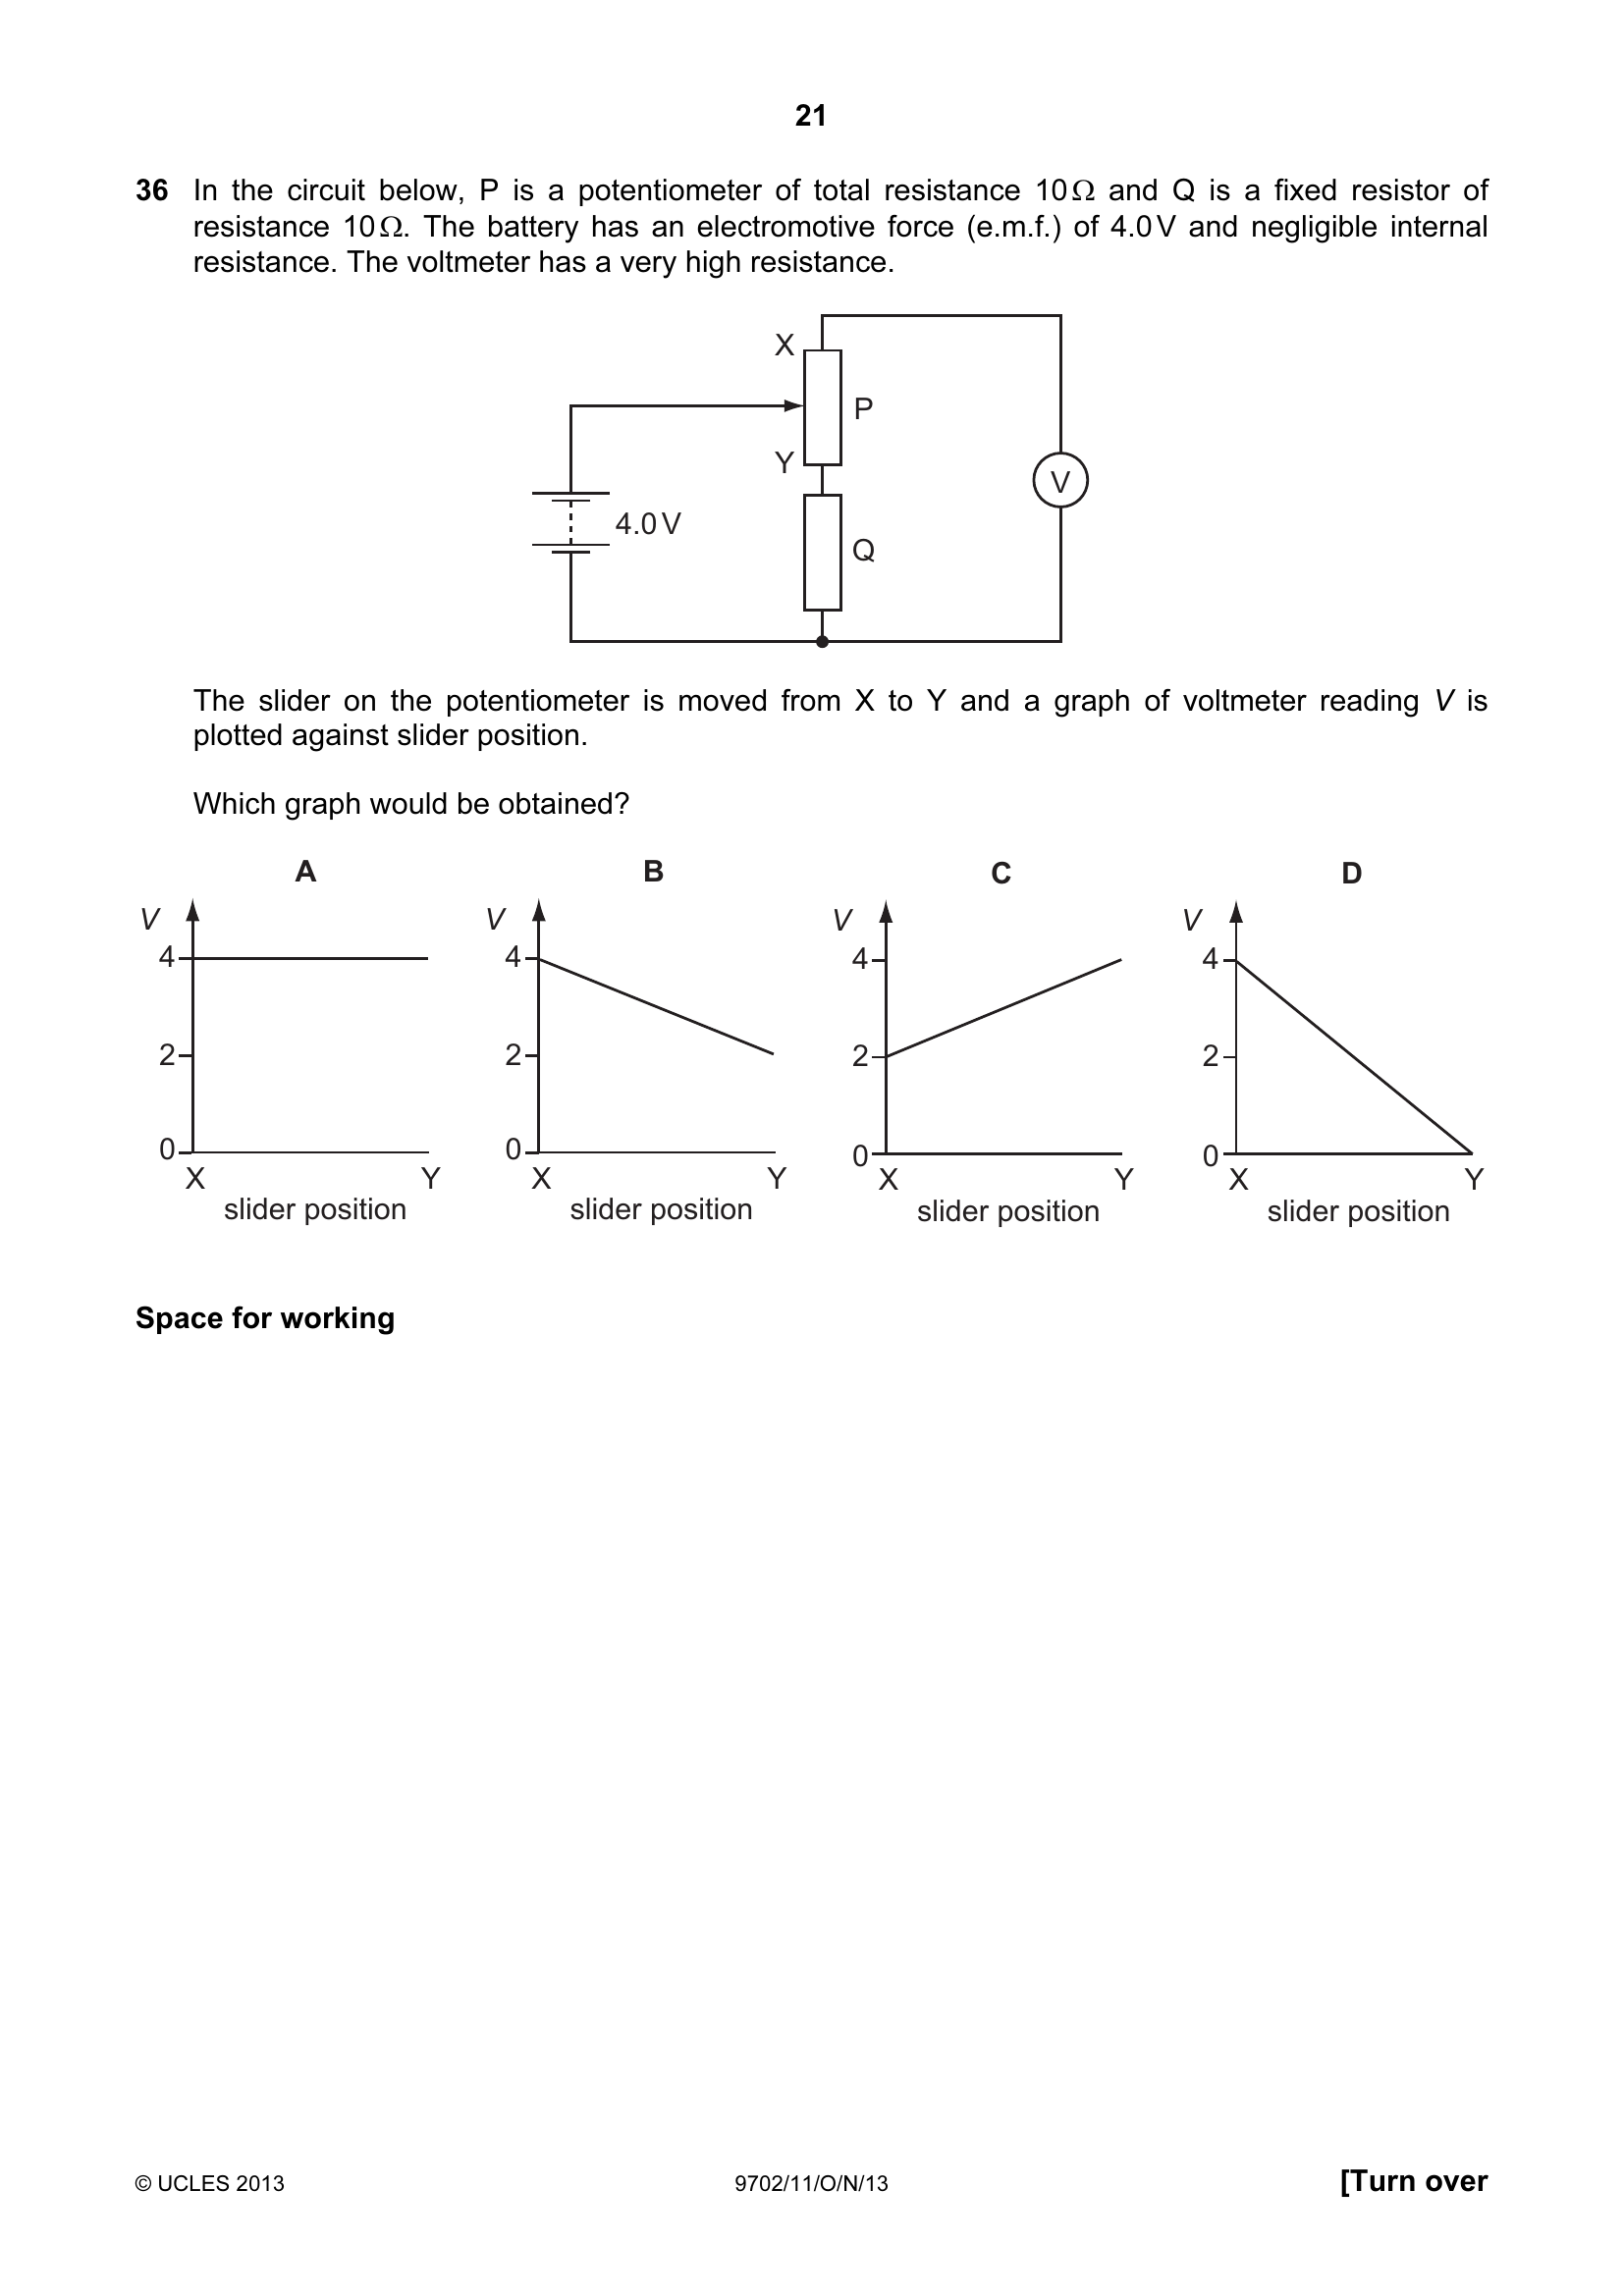 21
36 In the circuit below, P is a potentiometer of total resistance 10 Ω and Q is a fixed resistor of
resistance 10 Ω. The battery has an electromotive force (e.m.f.) of 4.0 V and negligible internal
resistance. The voltmeter has a very high resistance.
X
P
Y
V
4.0 V
Q
The slider on the potentiometer is moved from X to Y and a graph of voltmeter reading V is
plotted against slider position.
Which graph would be obtained?
A B C D
V V V V
4 4 4 4
2 2 2 2
0 0 0 0
X Y X Y X Y X Y
slider position slider position slider position slider position
Space for working
© UCLES 2013 9702/11/O/N/13 [Turn over